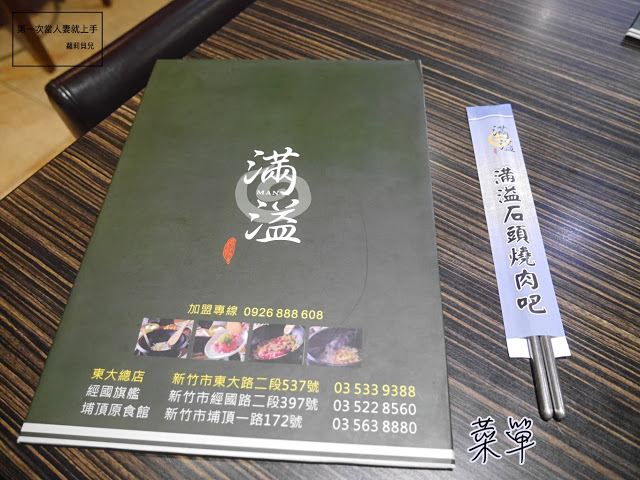 第一次當人妻就上手
蘿莉貝兒
滿
MAN
溢
加盟專線 0926 888 608
東大總店 新竹市東大路二段537號 03 533 9388
經國旗艦 新竹市經國路二段397號 03 522 8560
埔頂原食館 新竹市埔頂一路172號 03 563 8880
滿溢
滿溢石頭燒肉吧
菜單